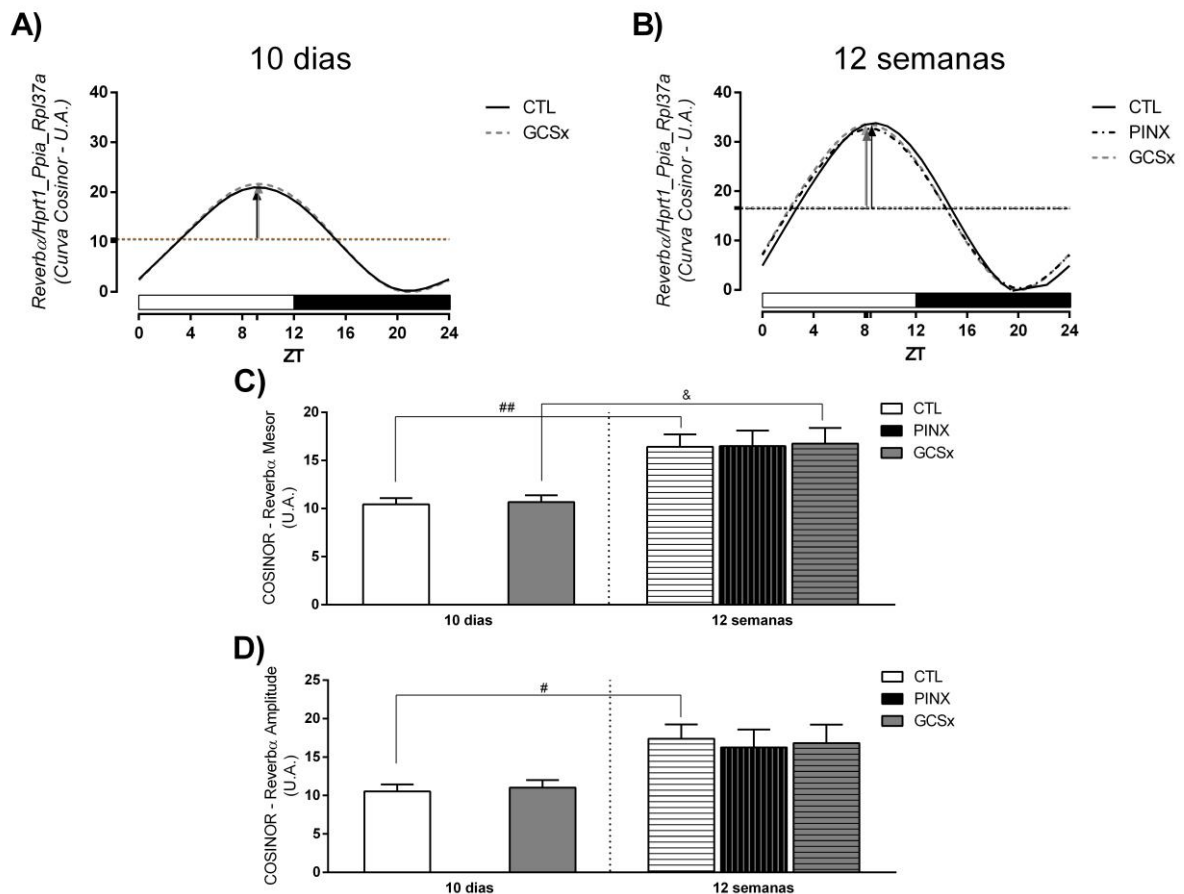 A)
10 dias
Reverbα/Hprt1_Ppia_Rpl37a
(Curva Cosinor - U.A.)
40
30
20
10
0
CTL
GCSx
0 4 8 12 16 20 24
ZT
B)
12 semanas
Reverbα/Hprt1_Ppia_Rpl37a
(Curva Cosinor - U.A.)
40
30
20
10
0
CTL
PINX
GCSx
0 4 8 12 16 20 24
ZT
C)
COSINOR - Reverbα Mesor
(U.A.)
20
15
10
5
0
##
&
CTL
PINX
GCSx
10 dias 12 semanas
D)
COSINOR - Reverbα Amplitude
(U.A.)
25
20
15
10
5
0
#
CTL
PINX
GCSx
10 dias 12 semanas